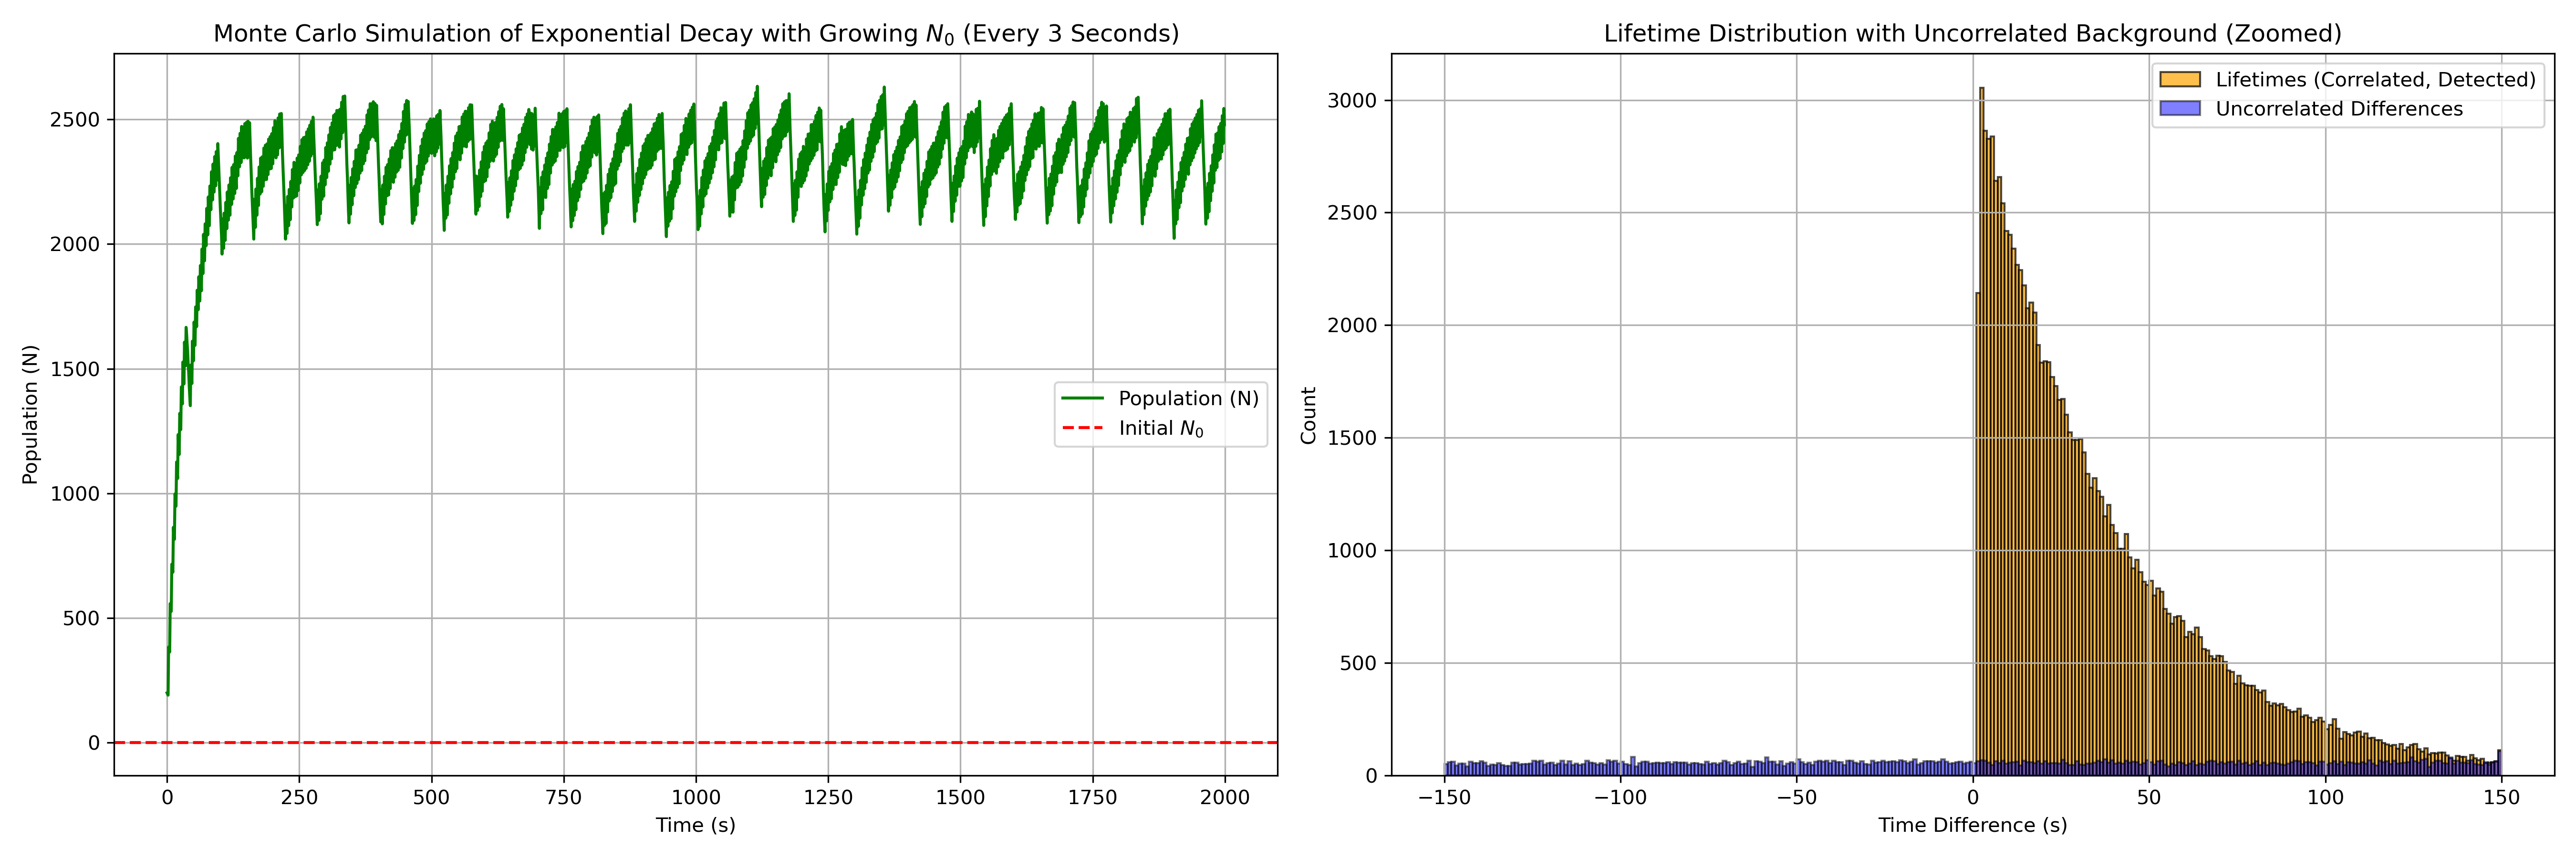 Monte Carlo Simulation of Exponential Decay with Growing N₀ (Every 3 Seconds)
2500
2000
1500
1000
500
0
Population (N)
0 250 500 750 1000 1250 1500 1750 2000
Time (s)
Population (N)
Initial N₀
Lifetime Distribution with Uncorrelated Background (Zoomed)
3000
2500
2000
1500
1000
500
0
Count
−150 −100 −50 0 50 100 150
Time Difference (s)
Lifetimes (Correlated, Detected)
Uncorrelated Differences